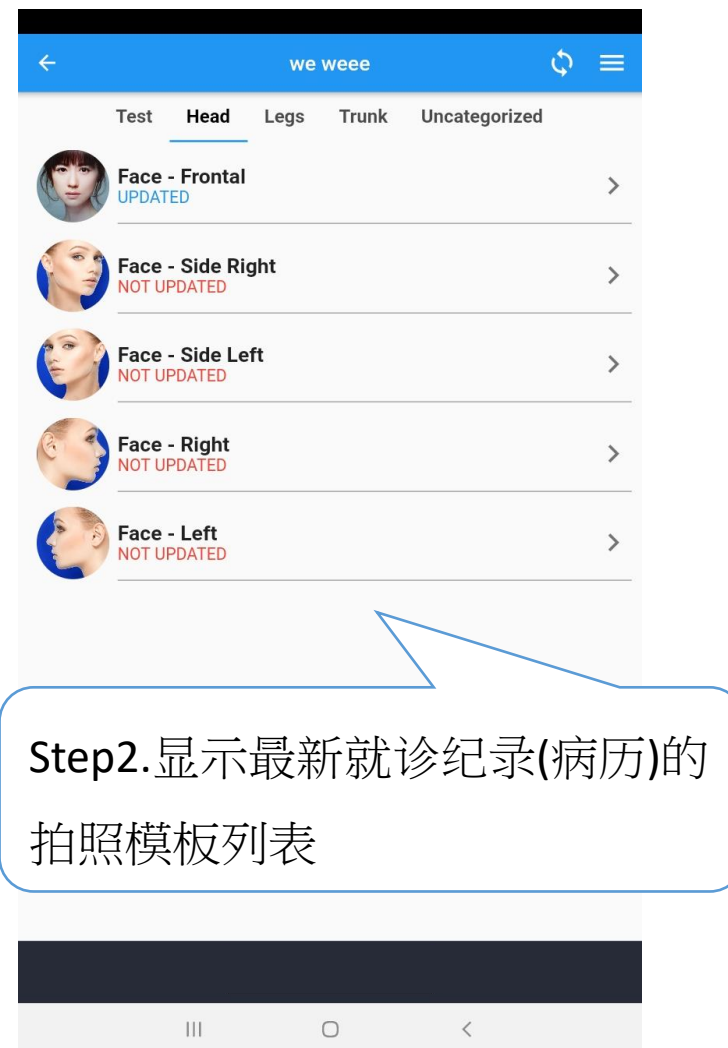 we weee
Test Head Legs Trunk Uncategorized
Face - Frontal
UPDATED
Face - Side Right
NOT UPDATED
Face - Side Left
NOT UPDATED
Face - Right
NOT UPDATED
Face - Left
NOT UPDATED
Step2.显示最新就诊纪录(病历)的
拍照模板列表